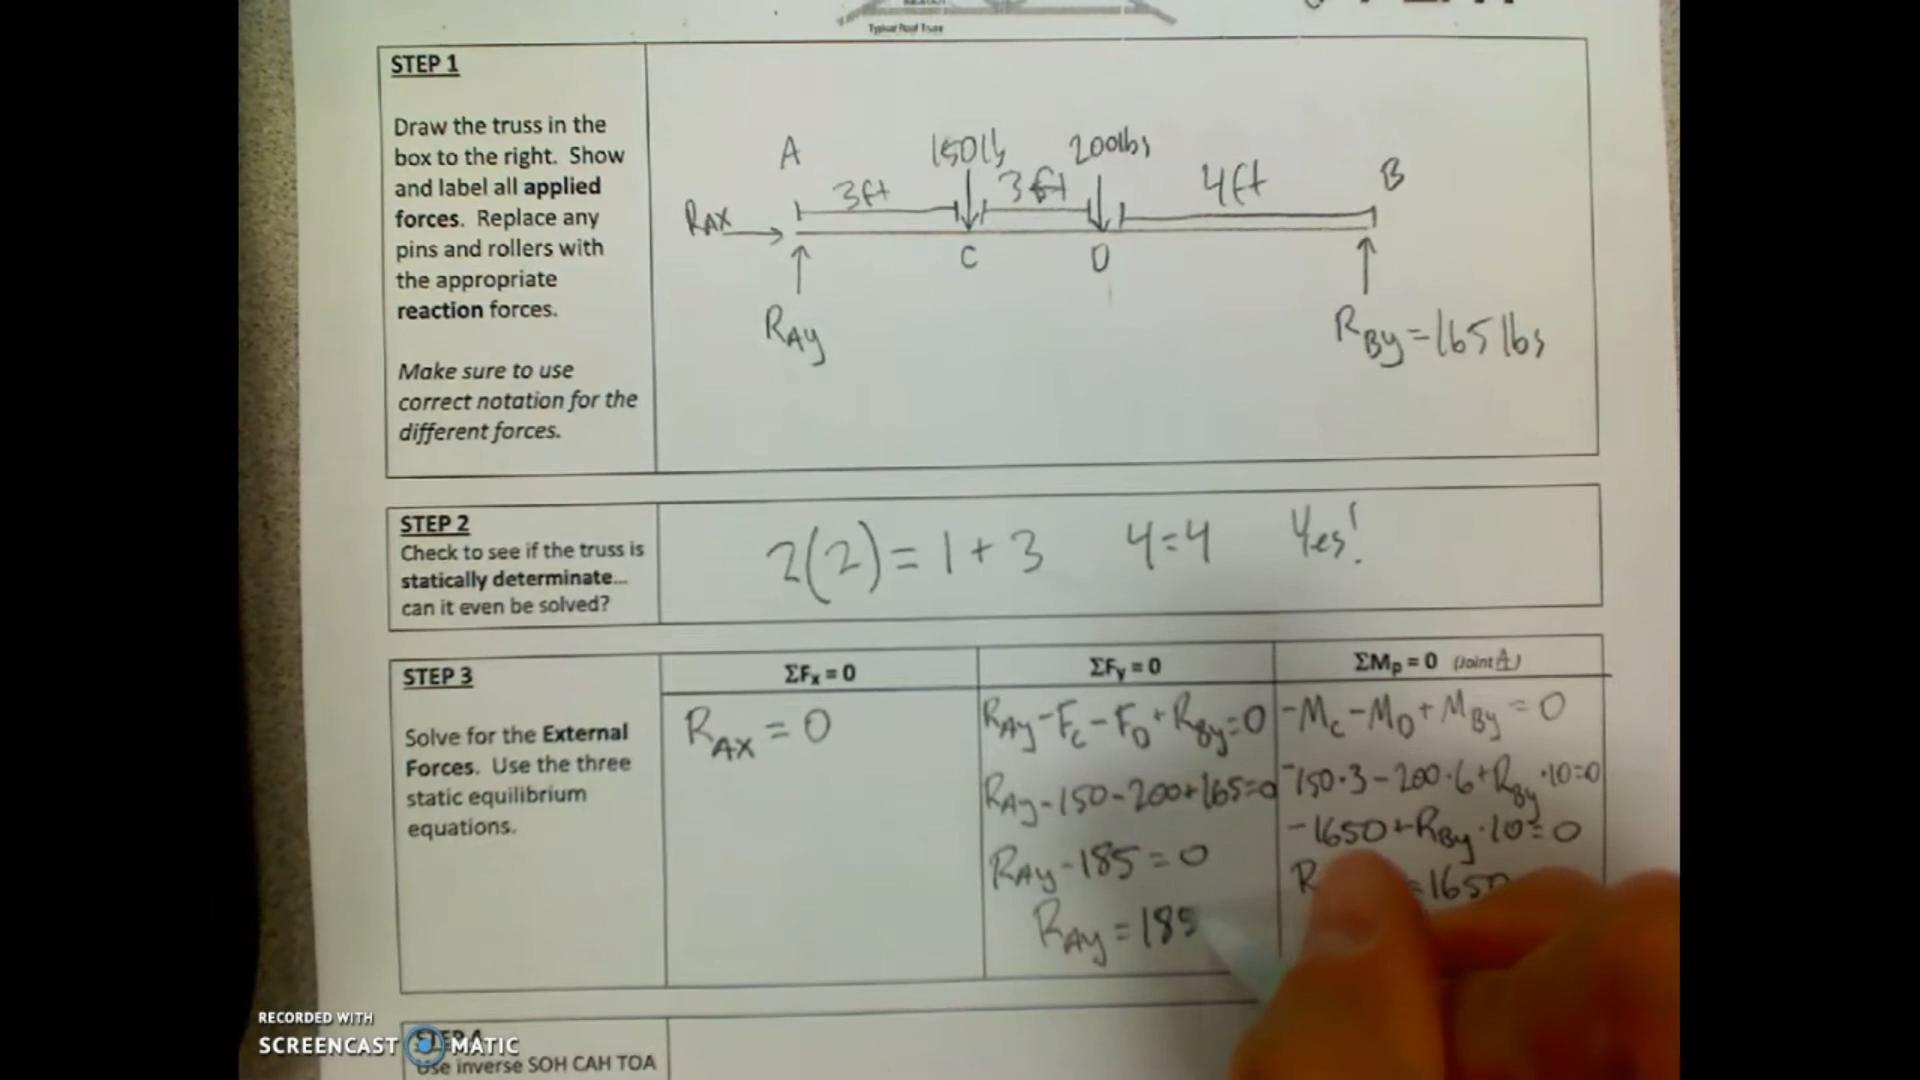 Typical Roof Truss
STEP 1
Draw the truss in the
box to the right. Show
and label all applied
forces. Replace any
pins and rollers with
the appropriate
reaction forces.
Make sure to use
correct notation for the
different forces.
A 150lb 200lbs B
3ft 3ft 4ft
RAX
C D
RAy
RBy = 165 lbs
STEP 2
Check to see if the truss is
statically determinate...
can it even be solved?
2(2) = 1 + 3 4=4 Yes!
STEP 3
Solve for the External
Forces. Use the three
static equilibrium
equations.
ΣFx = 0
RAX = 0
ΣFy = 0
RAy - FC - FD + RBy = 0
RAy - 150 - 200 + 165 = 0
RAy - 185 = 0
RAy = 185
ΣMp = 0 (Joint A)
-MC - MD + MBy = 0
-150·3 - 200·6 + RBy·10=0
-1650 + RBy·10 = 0
R =1650
STEP 4
Use inverse SOH CAH TOA
RECORDED WITH
SCREENCAST MATIC